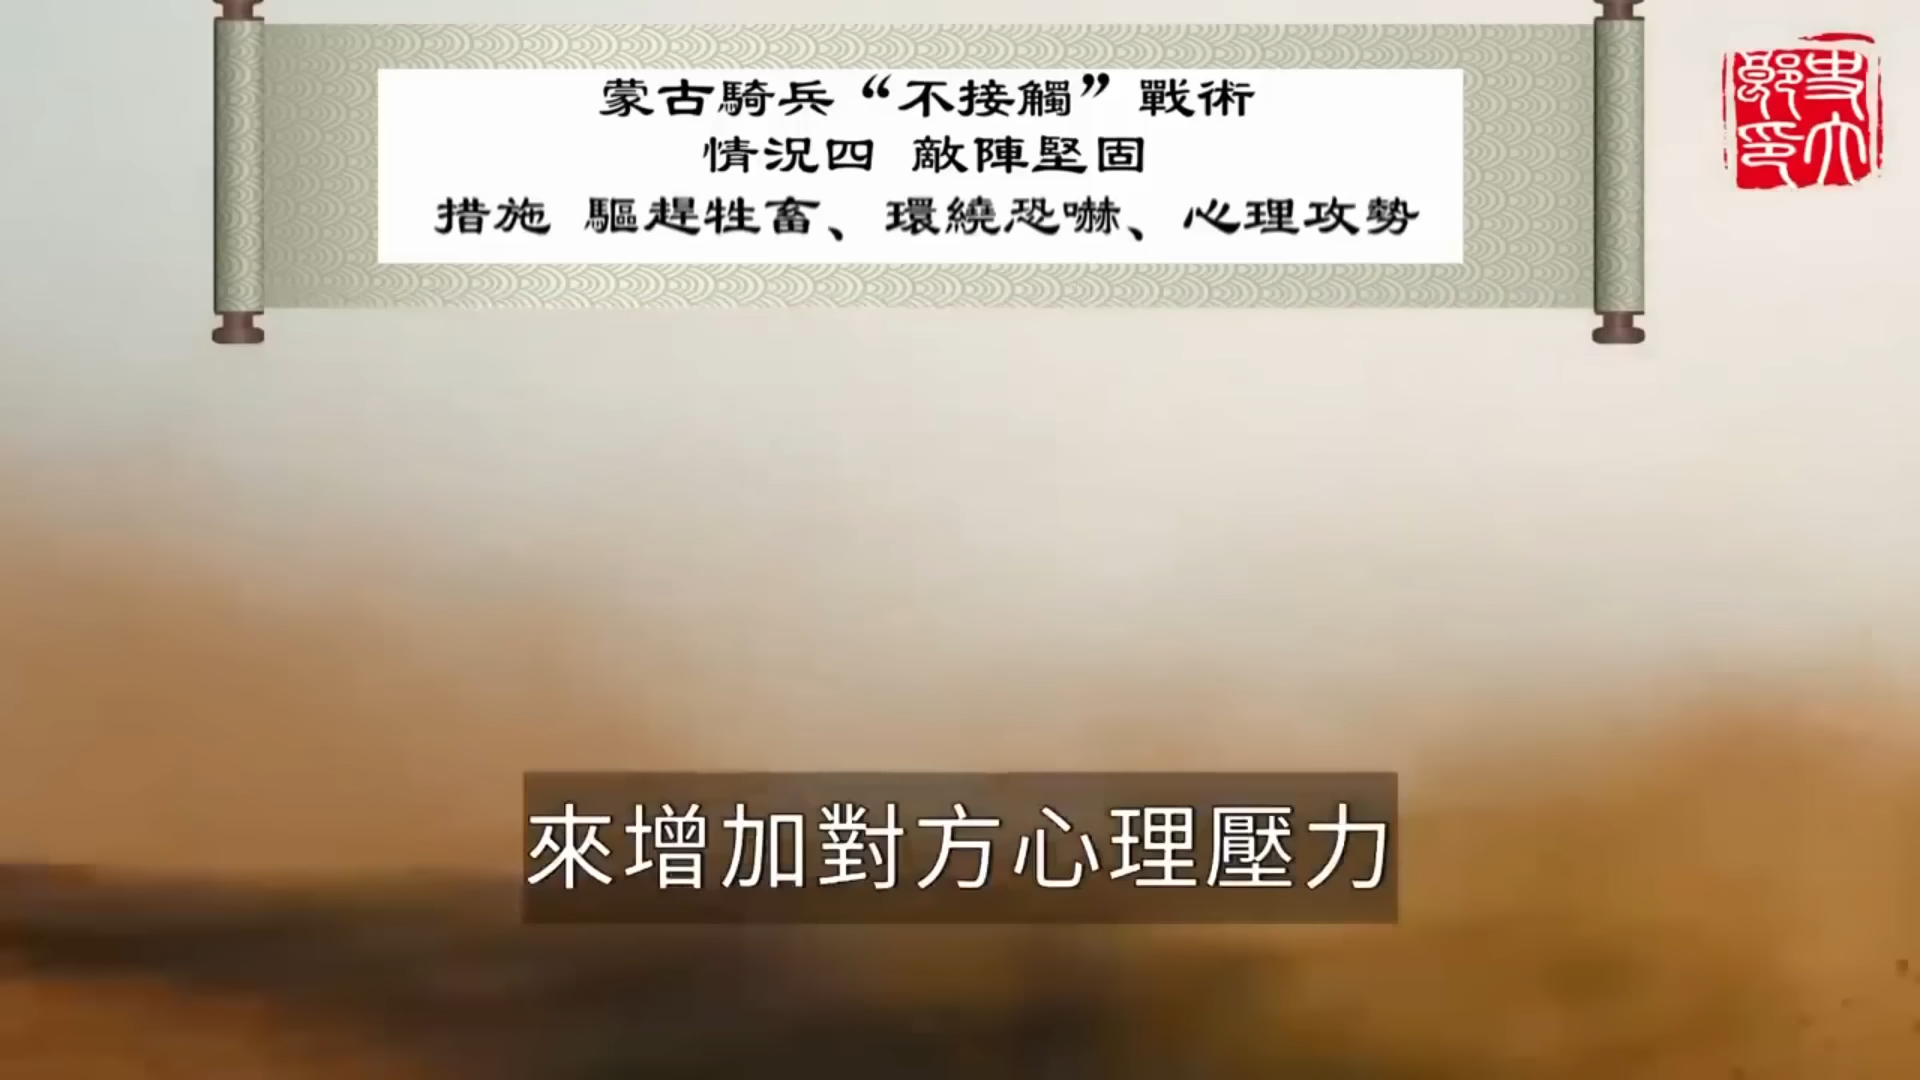 蒙古騎兵“不接觸”戰術
情況四 敵陣堅固
措施 驅趕牲畜、環繞恐嚇、心理攻勢
來增加對方心理壓力